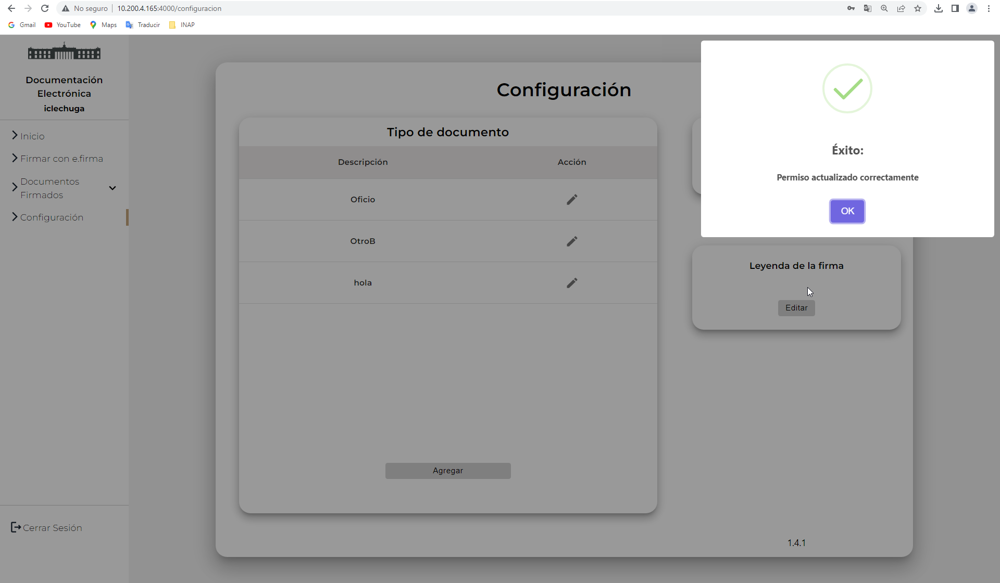 No seguro
10.200.4.165:4000/configuracion
Gmail
YouTube
Maps
Traducir
INAP
Documentación
Electrónica
iclechuga
Inicio
Firmar con e.firma
Documentos
Firmados
Configuración
Cerrar Sesión
Configuración
Tipo de documento
Descripción
Acción
Oficio
OtroB
hola
Agregar
Éxito:
Permiso actualizado correctamente
OK
Leyenda de la firma
Editar
1.4.1